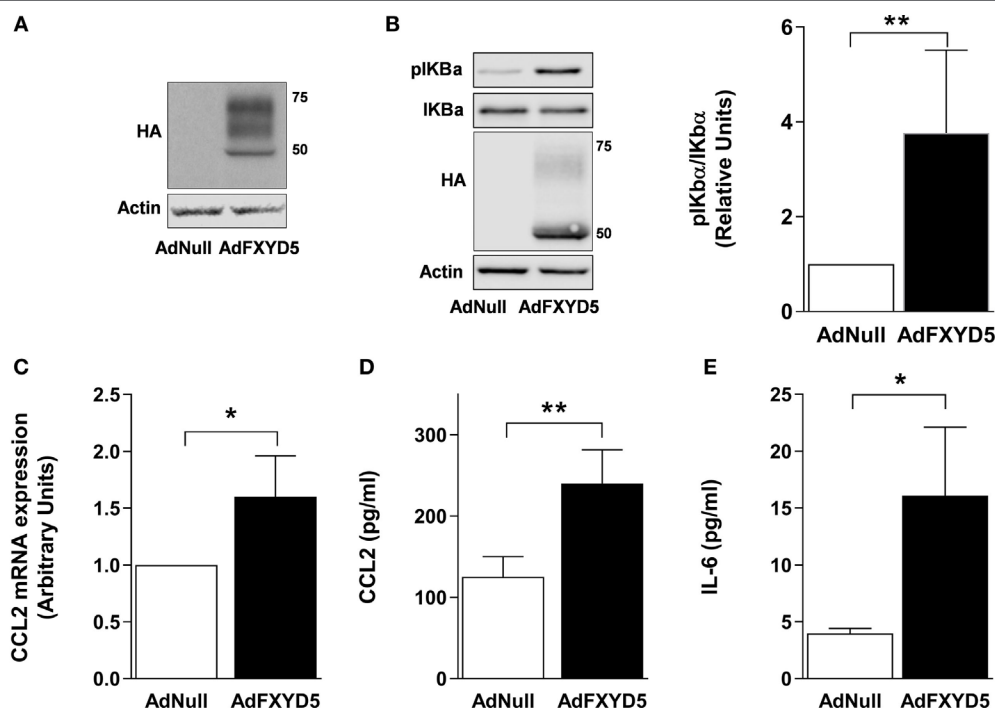 A
HA
75
50
Actin
AdNull AdFXYD5
B
pIKBa
IKBa
HA
75
50
Actin
AdNull AdFXYD5
pIKbα/IKbα
(Relative Units)
6
4
2
0
**
AdNull AdFXYD5
C
CCL2 mRNA expression
(Arbitrary Units)
2.5
2.0
1.5
1.0
0.5
0.0
*
AdNull AdFXYD5
D
CCL2 (pg/ml)
300
200
100
0
**
AdNull AdFXYD5
E
IL-6 (pg/ml)
25
20
15
10
5
0
*
AdNull AdFXYD5